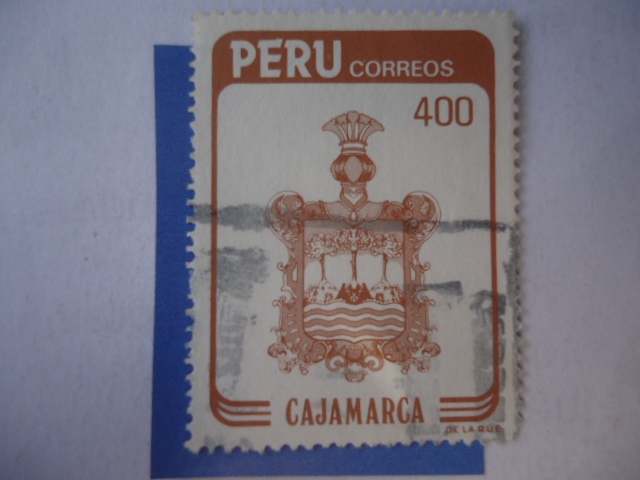 PERU CORREOS
400
CAJAMARCA
DE LA RUE